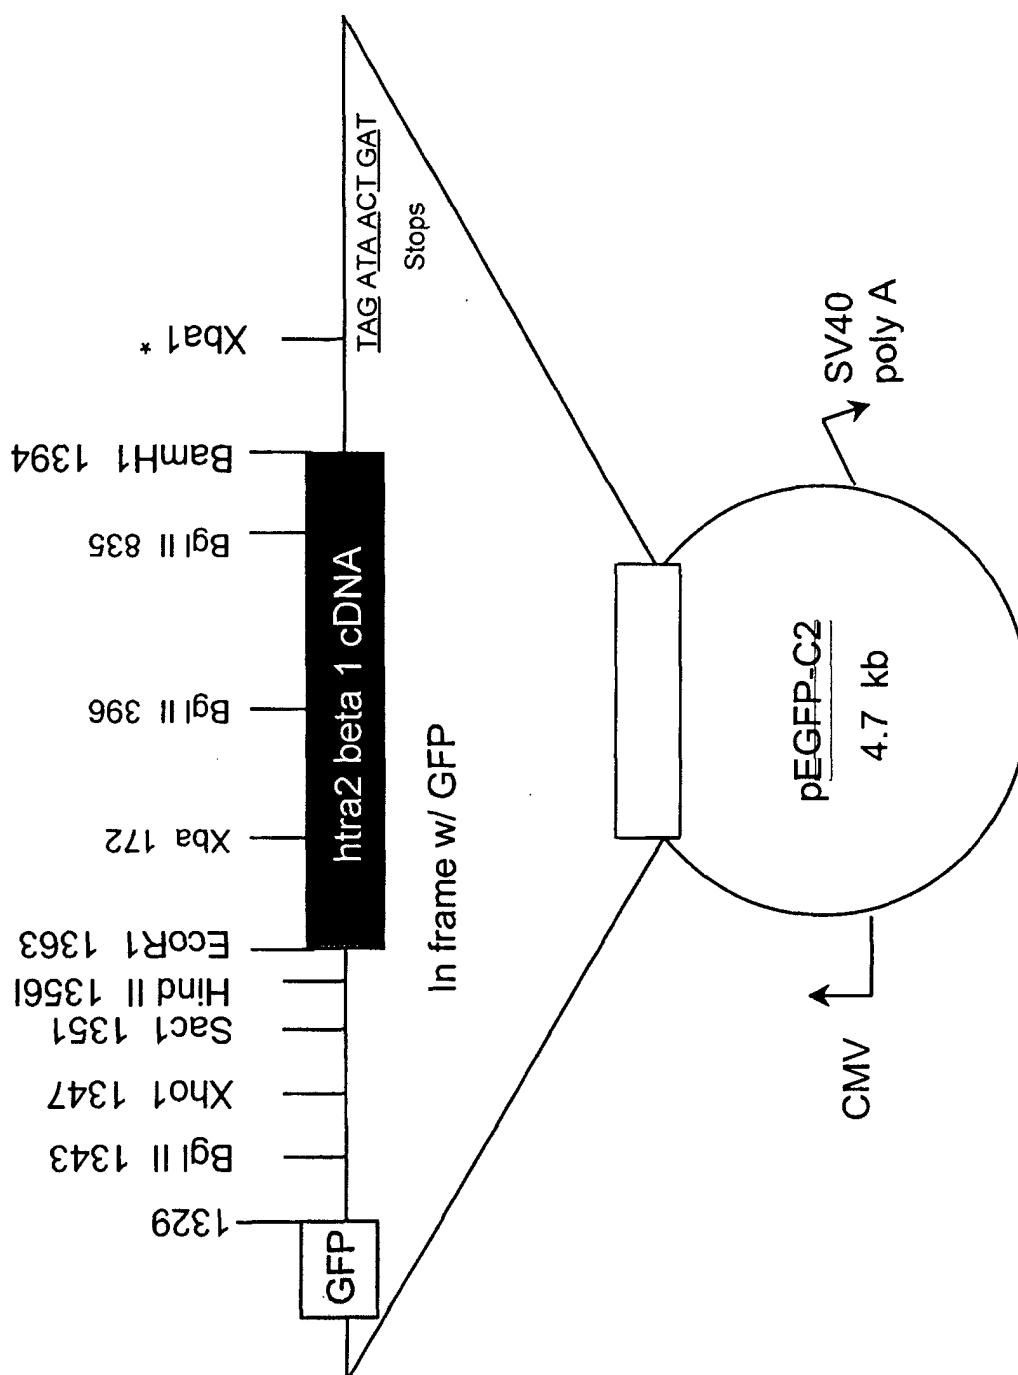 GFP
1329
Bgl II 1343
Xho1 1347
Sac1 1351
Hind II 1356I
EcoR1 1363
Xba 172
Bgl II 396
Bgl II 835
BamH1 1394
Xba1 *
htra2 beta 1 cDNA
TAG ATA ACT GAT
Stops
In frame w/ GFP
CMV
pEGFP-C2
4.7 kb
SV40
poly A